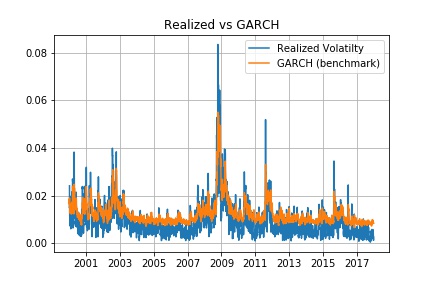 Realized vs GARCH
Realized Volatilty
GARCH (benchmark)
0.08
0.06
0.04
0.02
0.00
2001 2003 2005 2007 2009 2011 2013 2015 2017